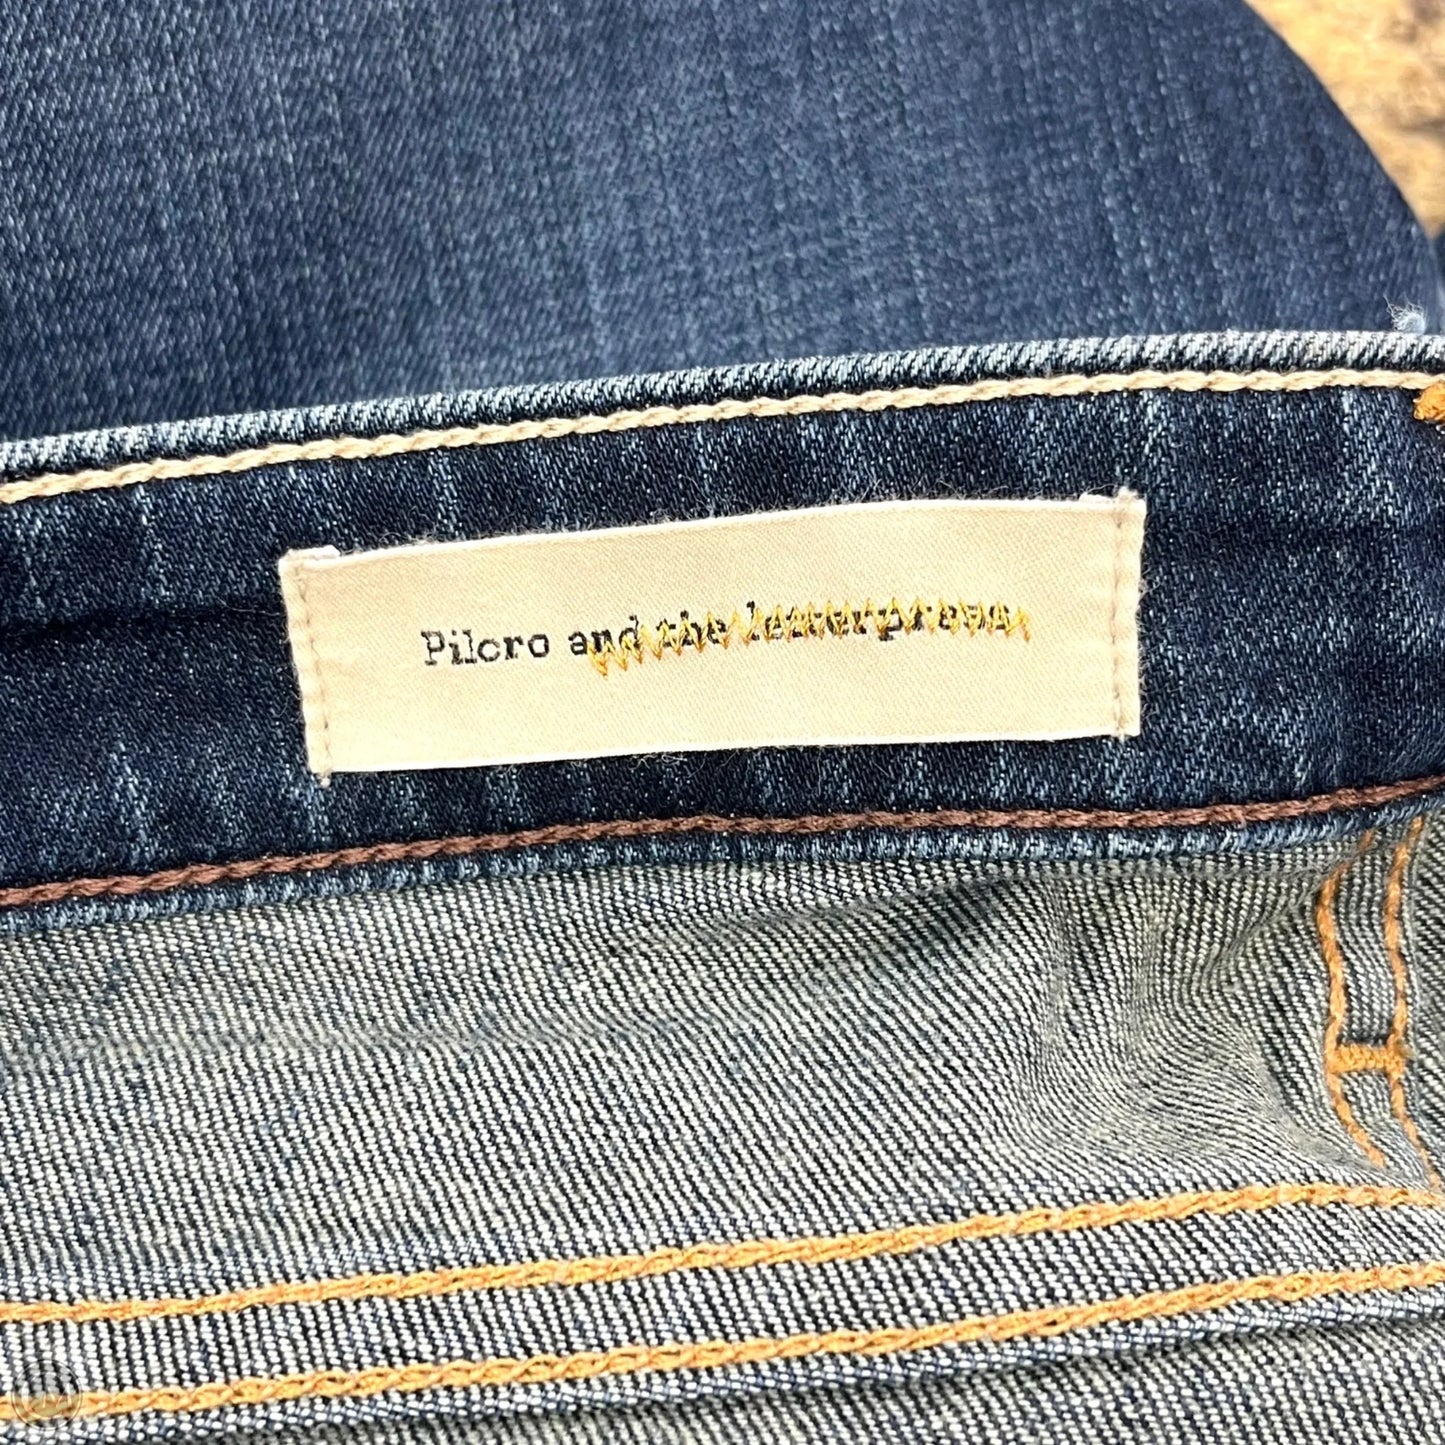 Pilcro and the letterpress